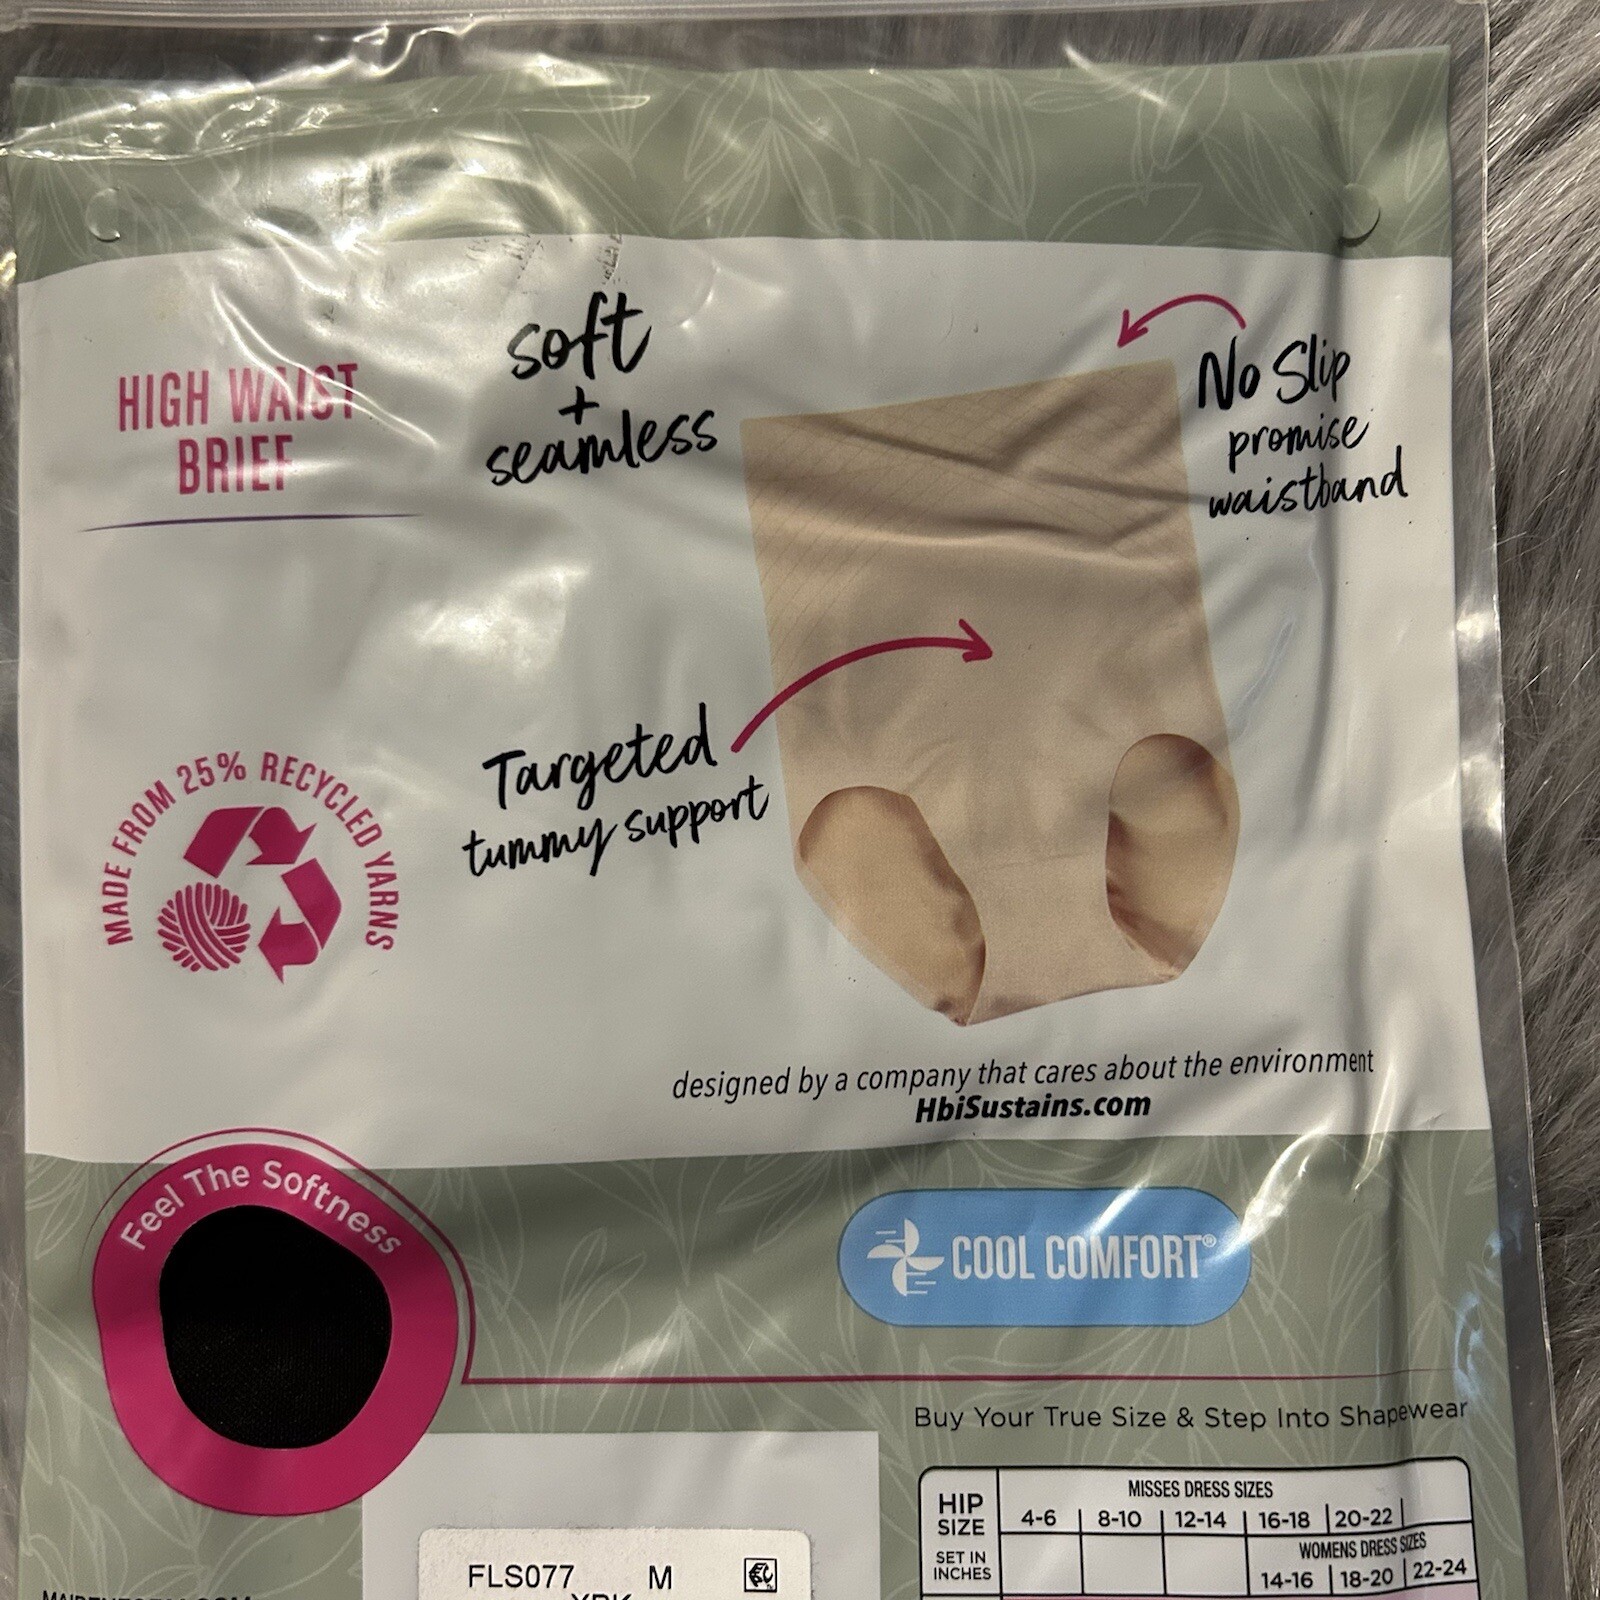 HIGH WAIST
BRIEF
soft
+
seamless
No Slip
promise
waistband
Targeted
tummy support
MADE FROM 25% RECYCLED YARNS
designed by a company that cares about the environment
HbiSustains.com
Feel The Softness
COOL COMFORT®
Buy Your True Size & Step Into Shapewear
HIP
SIZE
SET IN
INCHES
MISSES DRESS SIZES
4-6 8-10 12-14 16-18 20-22
WOMENS DRESS SIZES
14-16 18-20 22-24
FLS077 M